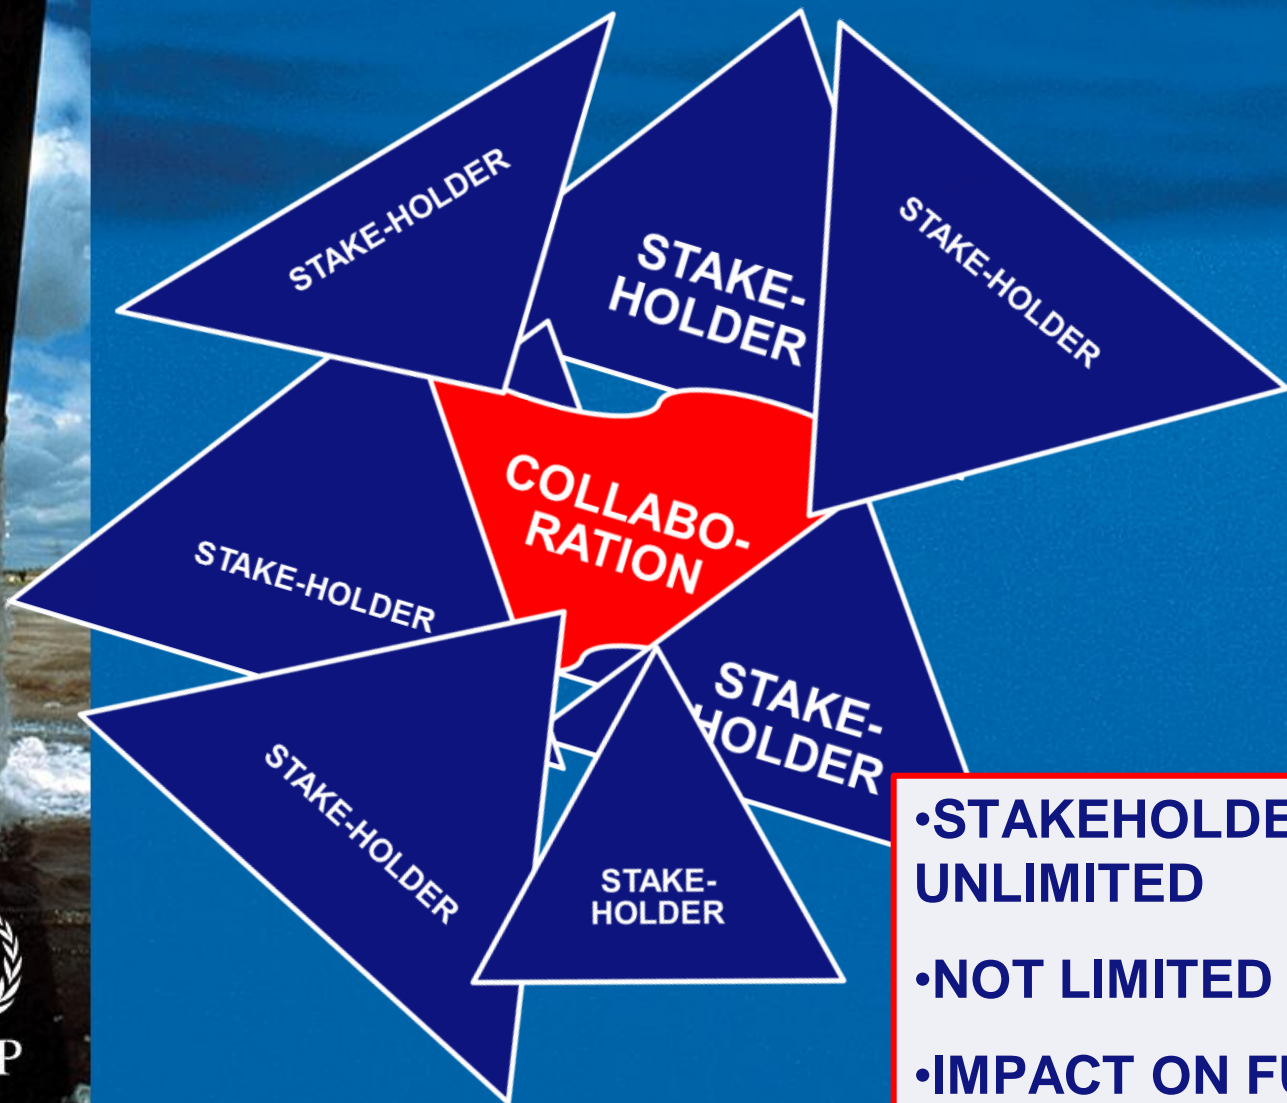 STAKE-HOLDER
STAKE-
HOLDER
STAKE-HOLDER
COLLABO-
RATION
STAKE-HOLDER
STAKE-
HOLDER
STAKE-HOLDER
STAKE-
HOLDER
•STAKEHOLDE
UNLIMITED
•NOT LIMITED
•IMPACT ON FU
P